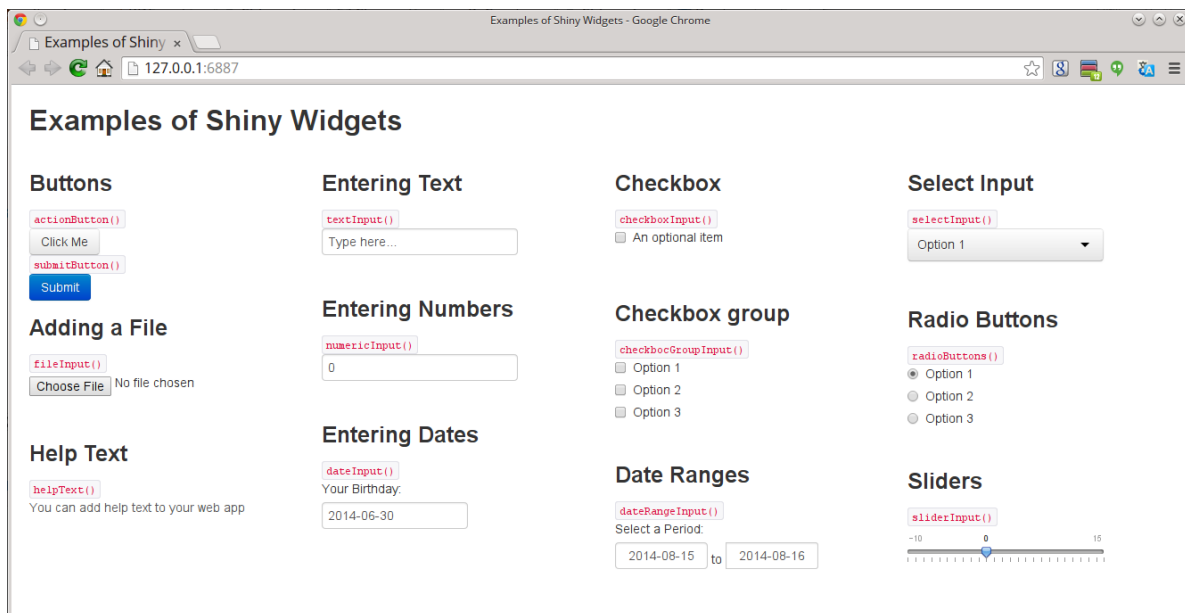 Examples of Shiny Widgets - Google Chrome
Examples of Shiny
127.0.0.1:6887
Examples of Shiny Widgets
Buttons
actionButton()
Click Me
submitButton()
Submit
Adding a File
fileInput()
Choose File No file chosen
Help Text
helpText()
You can add help text to your web app
Entering Text
textInput()
Type here...
Entering Numbers
numericInput()
0
Entering Dates
dateInput()
Your Birthday:
2014-06-30
Checkbox
checkboxInput()
An optional item
Checkbox group
checkbocGroupInput()
Option 1
Option 2
Option 3
Date Ranges
dateRangeInput()
Select a Period:
2014-08-15 to 2014-08-16
Select Input
selectInput()
Option 1
Radio Buttons
radioButtons()
Option 1
Option 2
Option 3
Sliders
sliderInput()
-10 0 15